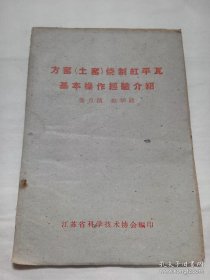 方窑(土窑)烧制红平瓦
基本操作经验介绍
江苏省科学技术协会编印